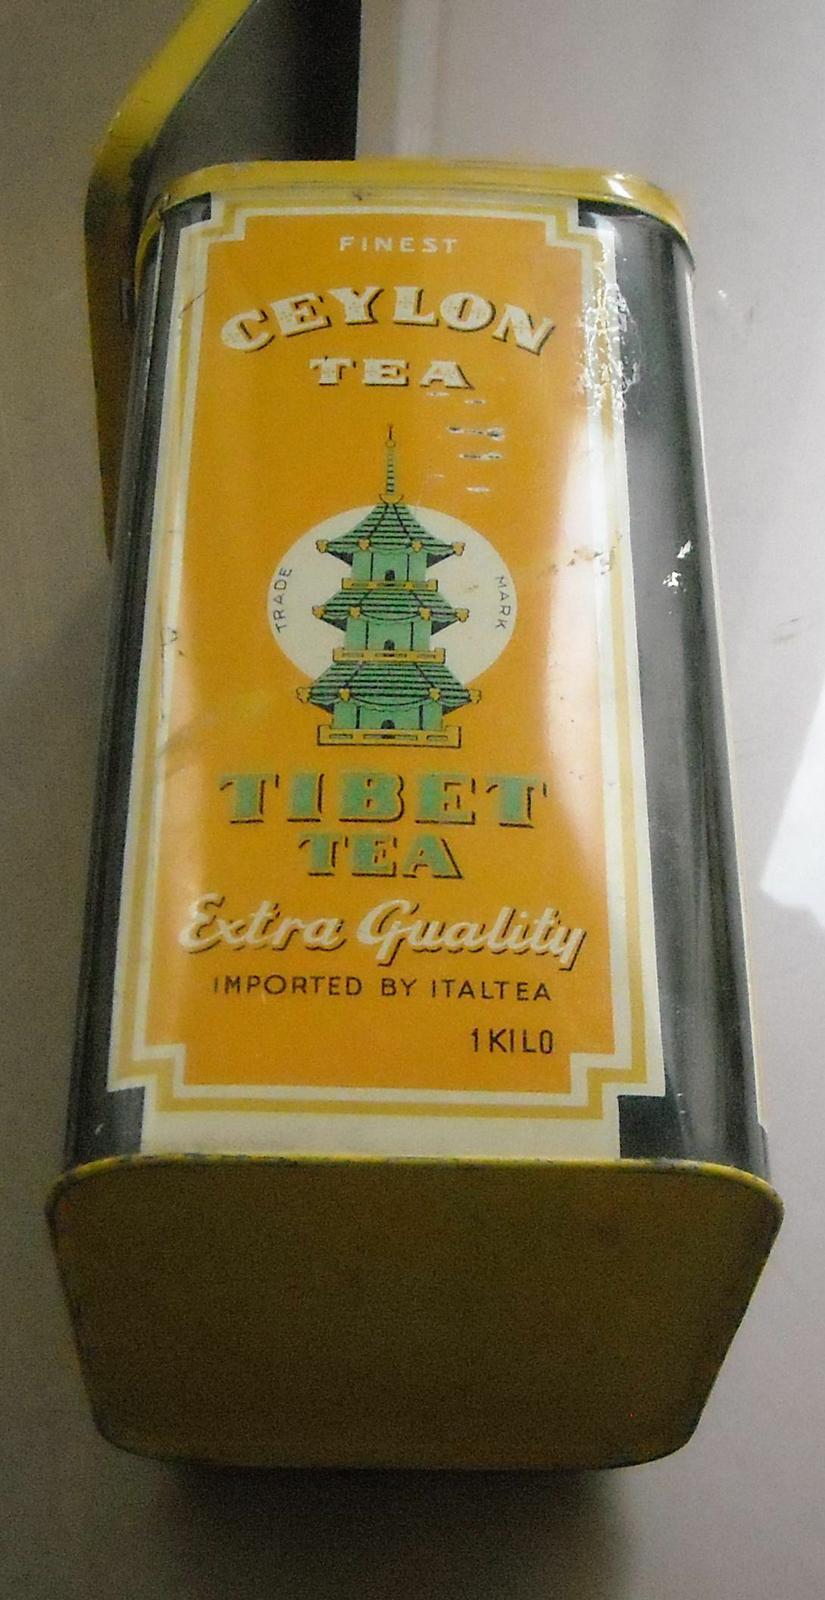 FINEST
CEYLON
TEA
TRADE MARK
TIBET
TEA
Extra Quality
IMPORTED BY ITALTEA
1 KILO